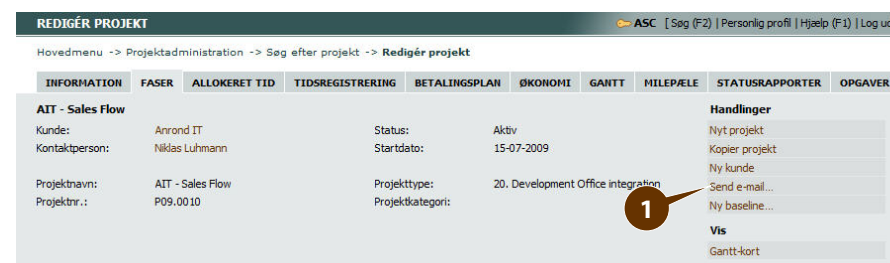 REDIGÉR PROJEKT
ASC [ Søg (F2) | Personlig profil | Hjælp (F1) | Log ud
Hovedmenu -> Projektadministration -> Søg efter projekt -> Redigér projekt
INFORMATION FASER ALLOKERET TID TIDSREGISTRERING BETALINGSPLAN ØKONOMI GANTT MILEPÆLE STATUSRAPPORTER OPGAVER
AIT - Sales Flow Handlinger
Kunde: Anrond IT Status: Aktiv Nyt projekt
Kontaktperson: Niklas Luhmann Startdato: 15-07-2009 Kopier projekt
Ny kunde
Projektnavn: AIT - Sales Flow Projekttype: 20. Development Office integration Send e-mail...
Projektnr.: P09.0010 Projektkategori: 1 Ny baseline...
Vis
Gantt-kort